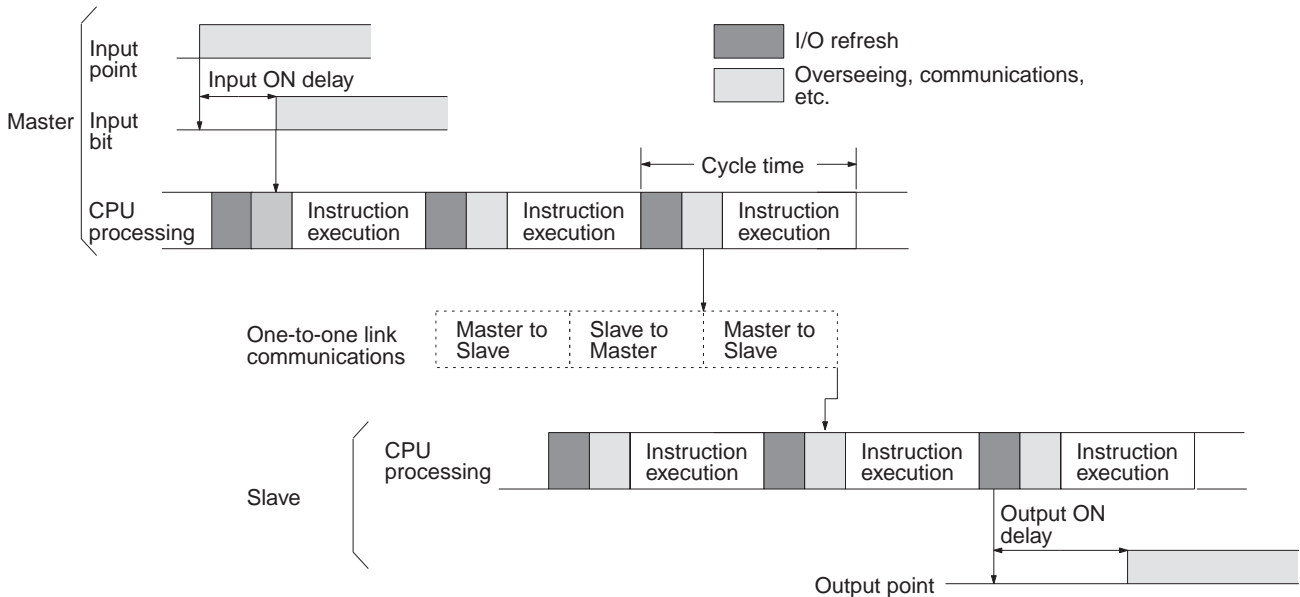 Input
point
I/O refresh
Overseeing, communications,
etc.
Input ON delay
Master
Input
bit
Cycle time
CPU
processing
Instruction
execution
Instruction
execution
Instruction
execution
One-to-one link
communications
Master to
Slave
Slave to
Master
Master to
Slave
CPU
processing
Instruction
execution
Instruction
execution
Instruction
execution
Slave
Output ON
delay
Output point